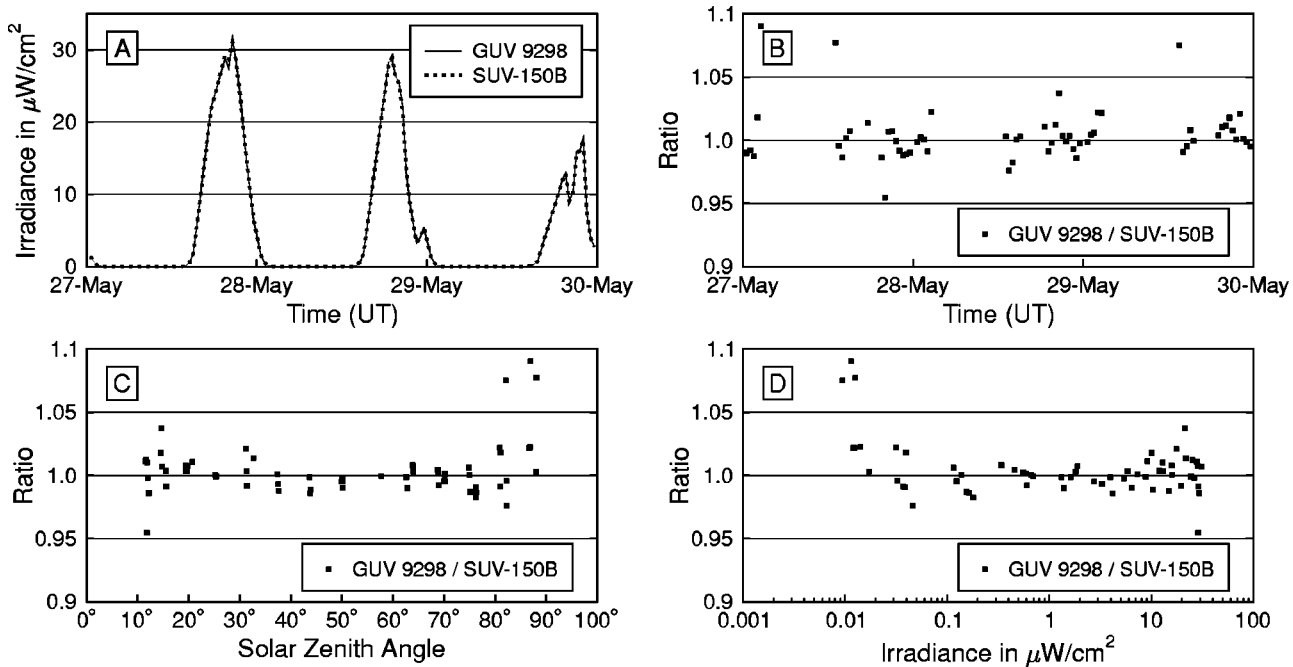 A
GUV 9298
SUV-150B
Irradiance in μW/cm²
30
20
10
0
27-May
28-May
29-May
30-May
Time (UT)
B
Ratio
1.1
1.05
1.0
0.95
0.9
GUV 9298 / SUV-150B
27-May
28-May
29-May
30-May
Time (UT)
C
Ratio
1.1
1.05
1.0
0.95
0.9
GUV 9298 / SUV-150B
0°
10°
20°
30°
40°
50°
60°
70°
80°
90°
100°
Solar Zenith Angle
D
Ratio
1.1
1.05
1.0
0.95
0.9
GUV 9298 / SUV-150B
0.001
0.01
0.1
1
10
100
Irradiance in μW/cm²